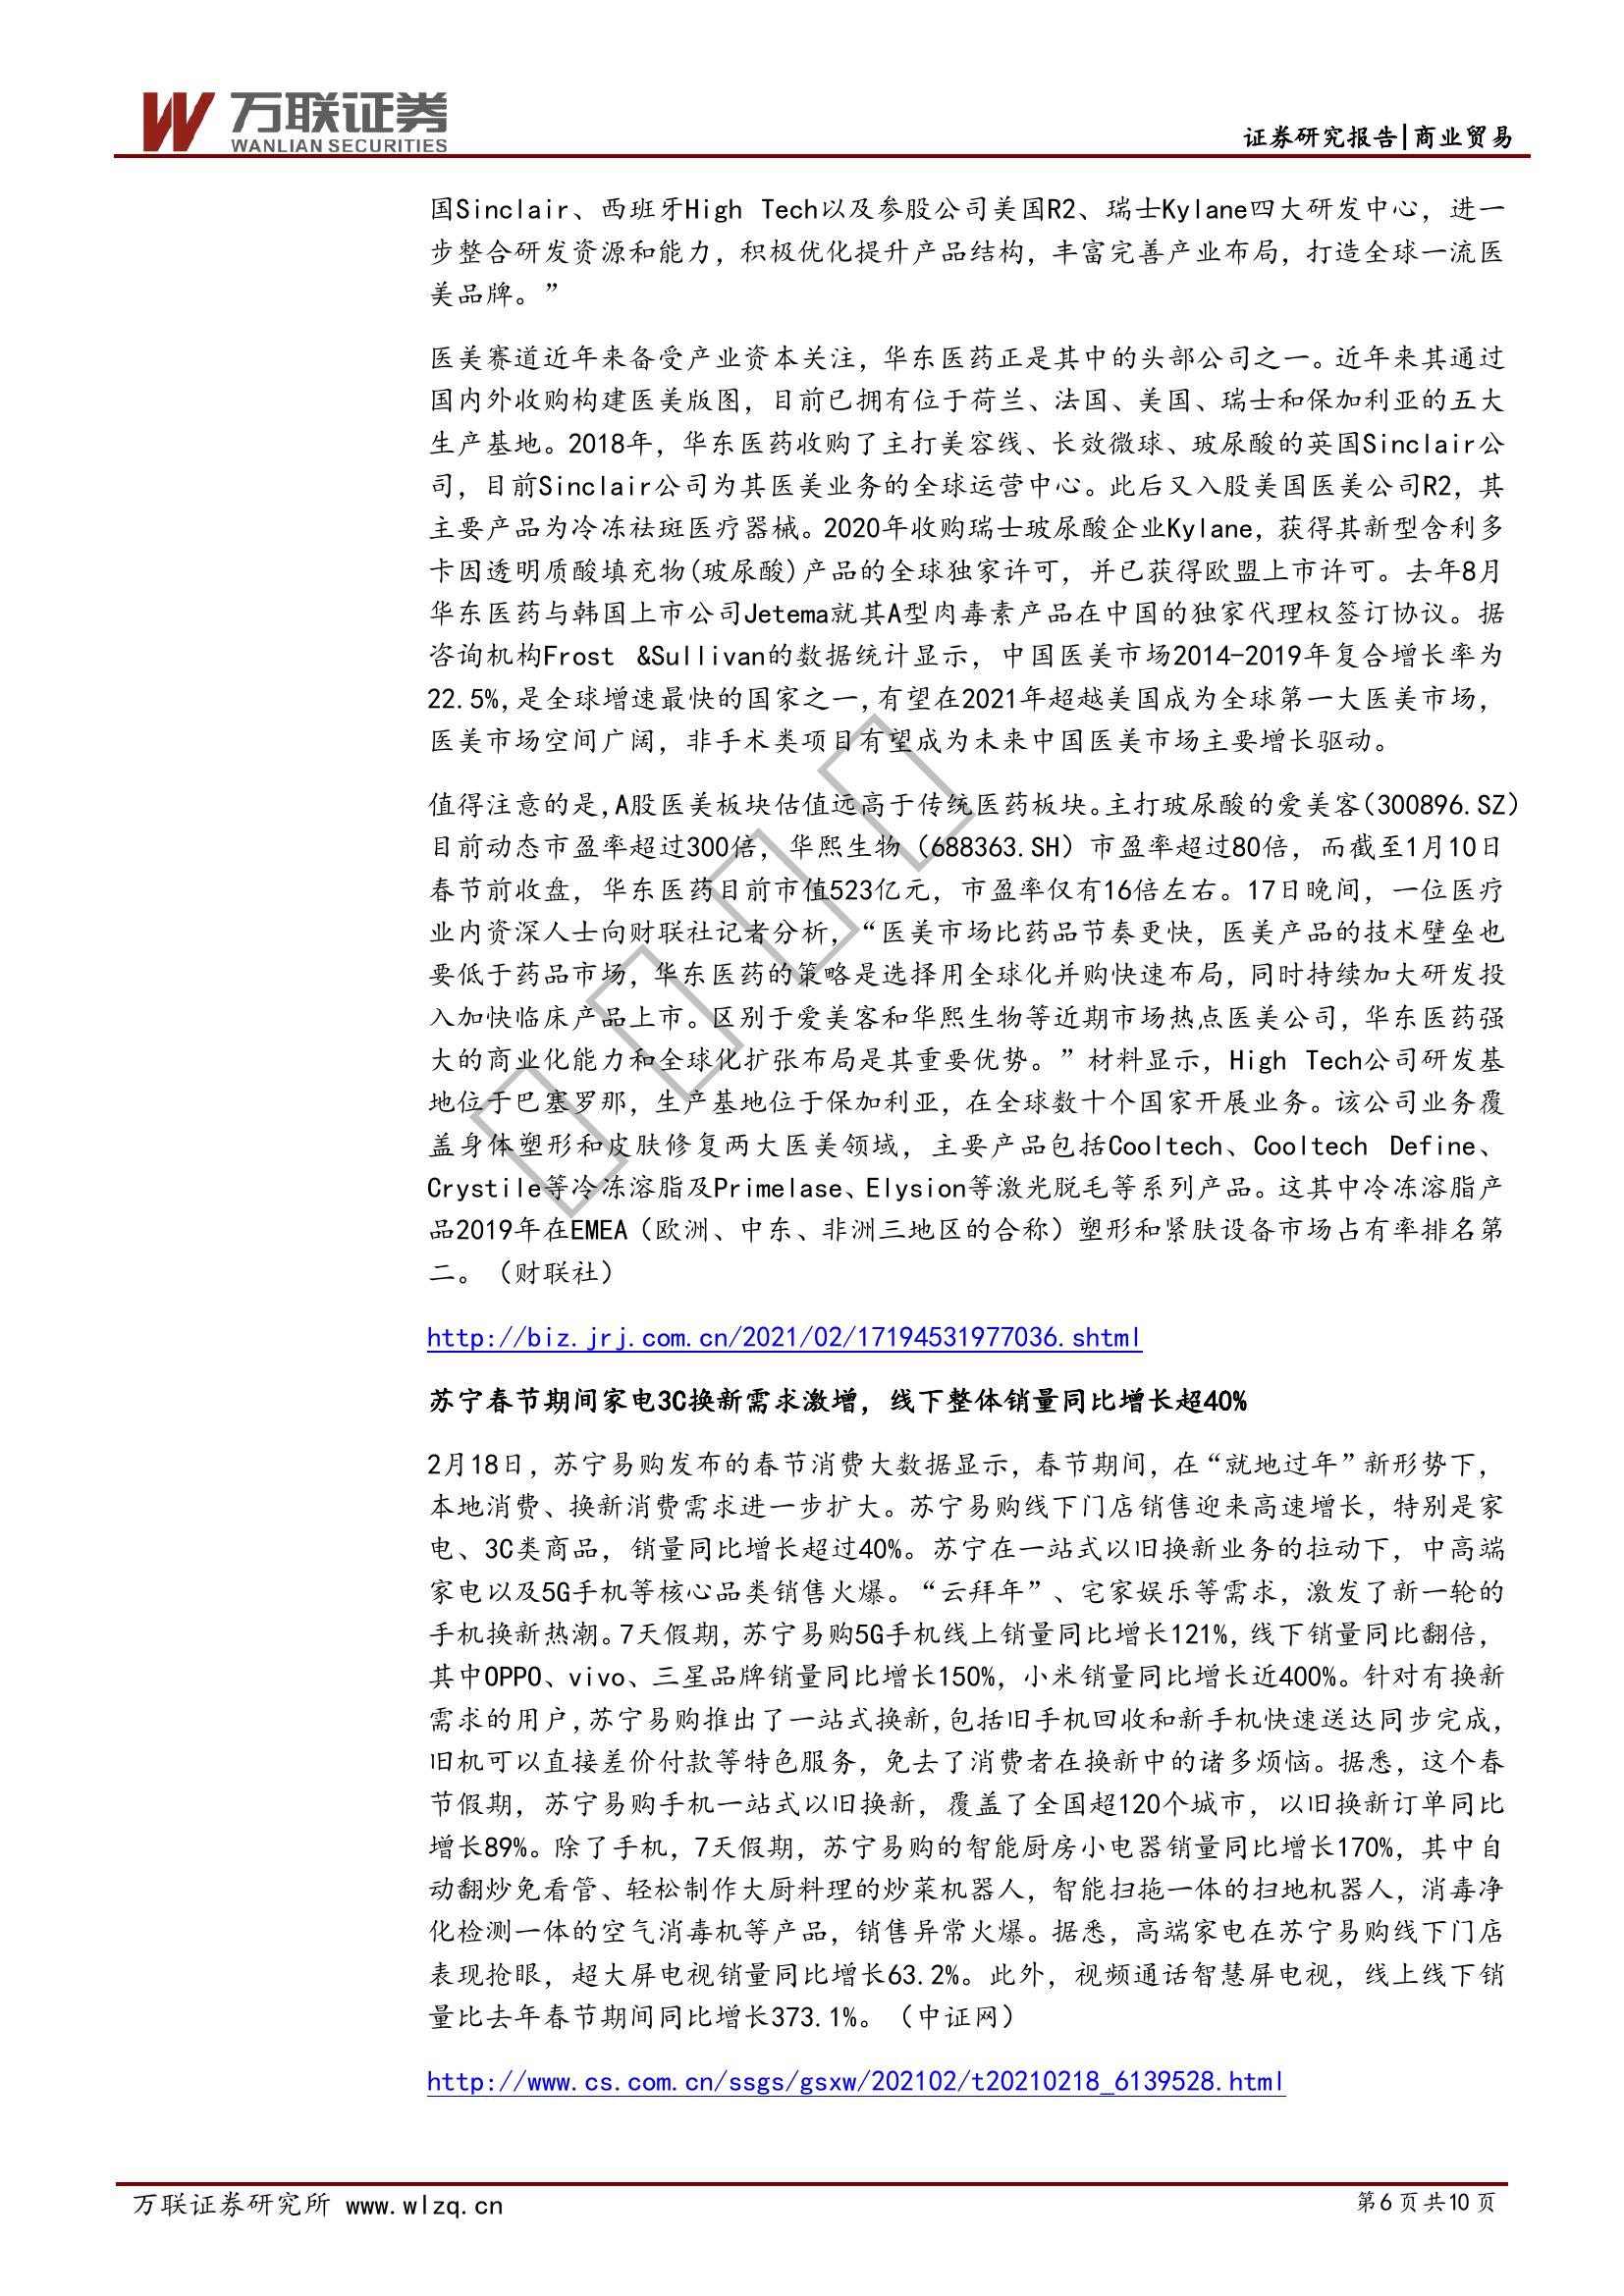 万联证券
WANLIAN SECURITIES
证券研究报告|商业贸易
国Sinclair、西班牙High Tech以及参股公司美国R2、瑞士Kylane四大研发中心，进一
步整合研发资源和能力，积极优化提升产品结构，丰富完善产业布局，打造全球一流医
美品牌。”
医美赛道近年来备受产业资本关注，华东医药正是其中的头部公司之一。近年来其通过
国内外收购构建医美版图，目前已拥有位于荷兰、法国、美国、瑞士和保加利亚的五大
生产基地。2018年，华东医药收购了主打美容线、长效微球、玻尿酸的英国Sinclair公
司，目前Sinclair公司为其医美业务的全球运营中心。此后又入股美国医美公司R2，其
主要产品为冷冻祛斑医疗器械。2020年收购瑞士玻尿酸企业Kylane，获得其新型含利多
卡因透明质酸填充物(玻尿酸)产品的全球独家许可，并已获得欧盟上市许可。去年8月
华东医药与韩国上市公司Jetema就其A型肉毒素产品在中国的独家代理权签订协议。据
咨询机构Frost &Sullivan的数据统计显示，中国医美市场2014-2019年复合增长率为
22.5%,是全球增速最快的国家之一,有望在2021年超越美国成为全球第一大医美市场，
医美市场空间广阔，非手术类项目有望成为未来中国医美市场主要增长驱动。
值得注意的是,A股医美板块估值远高于传统医药板块。主打玻尿酸的爱美客（300896.SZ）
目前动态市盈率超过300倍，华熙生物（688363.SH）市盈率超过80倍，而截至1月10日
春节前收盘，华东医药目前市值523亿元，市盈率仅有16倍左右。17日晚间，一位医疗
业内资深人士向财联社记者分析，“医美市场比药品节奏更快，医美产品的技术壁垒也
要低于药品市场，华东医药的策略是选择用全球化并购快速布局，同时持续加大研发投
入加快临床产品上市。区别于爱美客和华熙生物等近期市场热点医美公司，华东医药强
大的商业化能力和全球化扩张布局是其重要优势。”材料显示，High Tech公司研发基
地位于巴塞罗那，生产基地位于保加利亚，在全球数十个国家开展业务。该公司业务覆
盖身体塑形和皮肤修复两大医美领域，主要产品包括Cooltech、Cooltech Define、
Crystile等冷冻溶脂及Primelase、Elysion等激光脱毛等系列产品。这其中冷冻溶脂产
品2019年在EMEA（欧洲、中东、非洲三地区的合称）塑形和紧肤设备市场占有率排名第
二。（财联社）
http://biz.jrj.com.cn/2021/02/17194531977036.shtml
苏宁春节期间家电3C换新需求激增，线下整体销量同比增长超40%
2月18日，苏宁易购发布的春节消费大数据显示，春节期间，在“就地过年”新形势下，
本地消费、换新消费需求进一步扩大。苏宁易购线下门店销售迎来高速增长，特别是家
电、3C类商品，销量同比增长超过40%。苏宁在一站式以旧换新业务的拉动下，中高端
家电以及5G手机等核心品类销售火爆。“云拜年”、宅家娱乐等需求，激发了新一轮的
手机换新热潮。7天假期，苏宁易购5G手机线上销量同比增长121%，线下销量同比翻倍，
其中OPPO、vivo、三星品牌销量同比增长150%，小米销量同比增长近400%。针对有换新
需求的用户,苏宁易购推出了一站式换新,包括旧手机回收和新手机快速送达同步完成，
旧机可以直接差价付款等特色服务，免去了消费者在换新中的诸多烦恼。据悉，这个春
节假期，苏宁易购手机一站式以旧换新，覆盖了全国超120个城市，以旧换新订单同比
增长89%。除了手机，7天假期，苏宁易购的智能厨房小电器销量同比增长170%，其中自
动翻炒免看管、轻松制作大厨料理的炒菜机器人，智能扫拖一体的扫地机器人，消毒净
化检测一体的空气消毒机等产品，销售异常火爆。据悉，高端家电在苏宁易购线下门店
表现抢眼，超大屏电视销量同比增长63.2%。此外，视频通话智慧屏电视，线上线下销
量比去年春节期间同比增长373.1%。（中证网）
http://www.cs.com.cn/ssgs/gsxw/202102/t20210218_6139528.html
万联证券研究所 www.wlzq.cn
第6页共10页